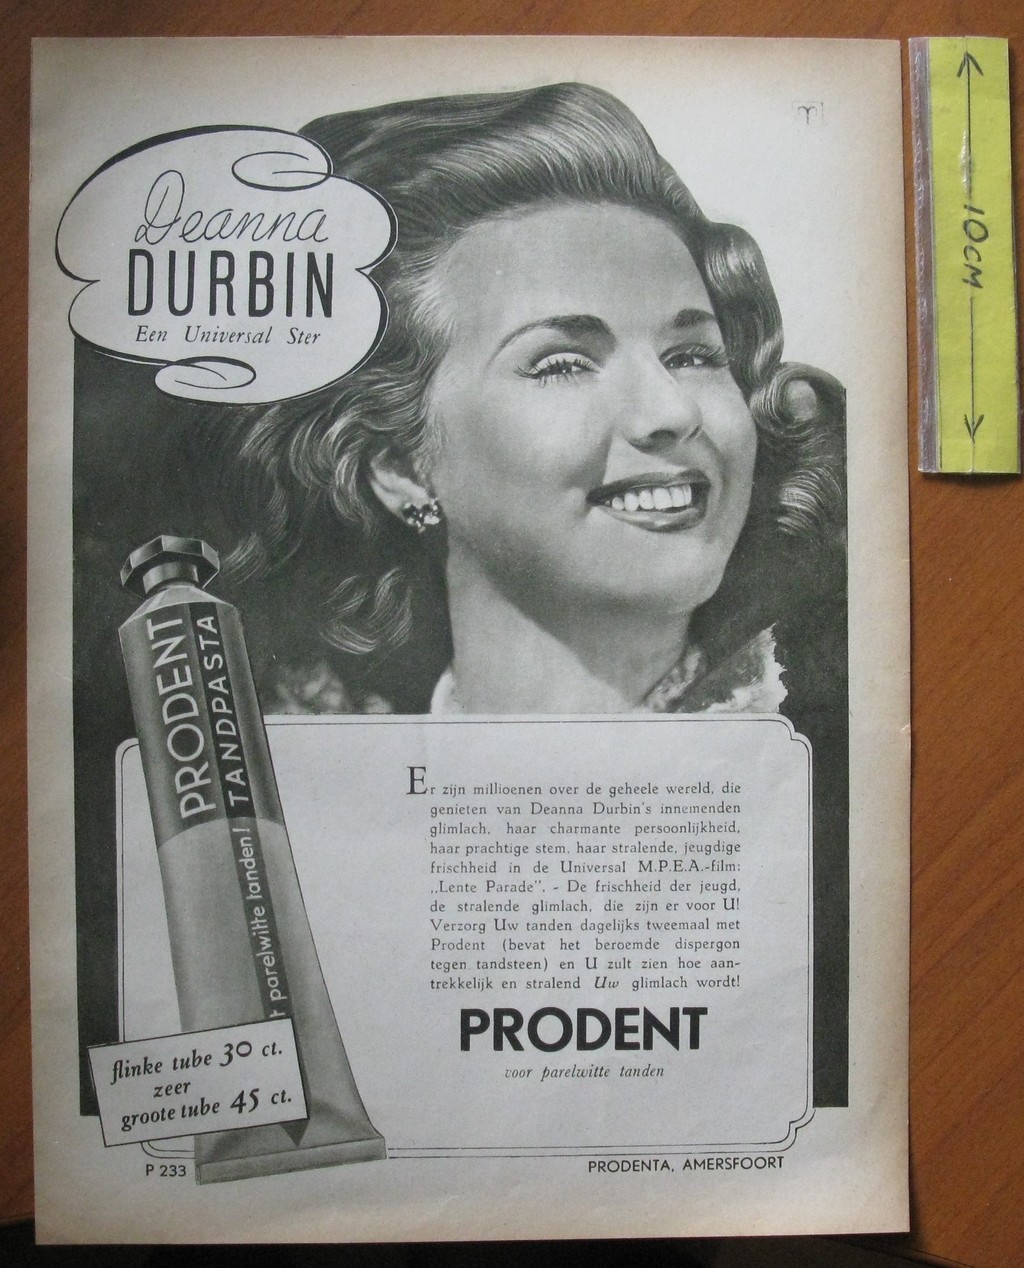 Deanna
DURBIN
Een Universal Ster
10CM
PRODENT
TANDPASTA
parelwitte tanden!
Er zijn millioenen over de geheele wereld, die
genieten van Deanna Durbin's innemenden
glimlach, haar charmante persoonlijkheid,
haar prachtige stem, haar stralende, jeugdige
frischheid in de Universal M.P.E.A.-film:
„Lente Parade". - De frischheid der jeugd,
de stralende glimlach, die zijn er voor U!
Verzorg Uw tanden dagelijks tweemaal met
Prodent (bevat het beroemde dispergon
tegen tandsteen) en U zult zien hoe aan-
trekkelijk en stralend Uw glimlach wordt!
PRODENT
voor parelwitte tanden
flinke tube 30 ct.
zeer
groote tube 45 ct.
P 233
PRODENTA, AMERSFOORT